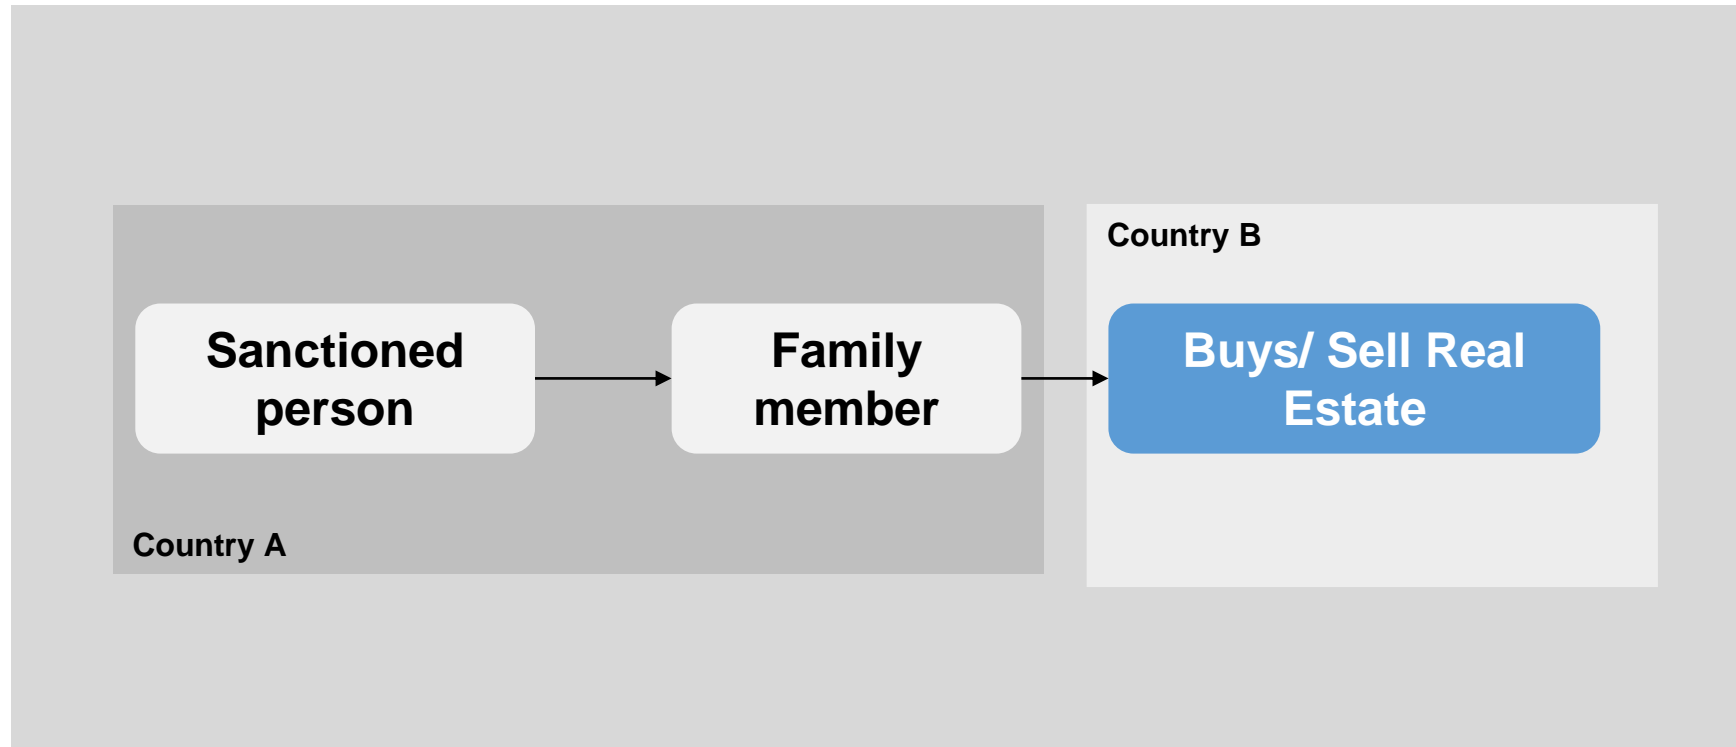 Country B
Sanctioned
person
Family
member
Buys/ Sell Real
Estate
Country A